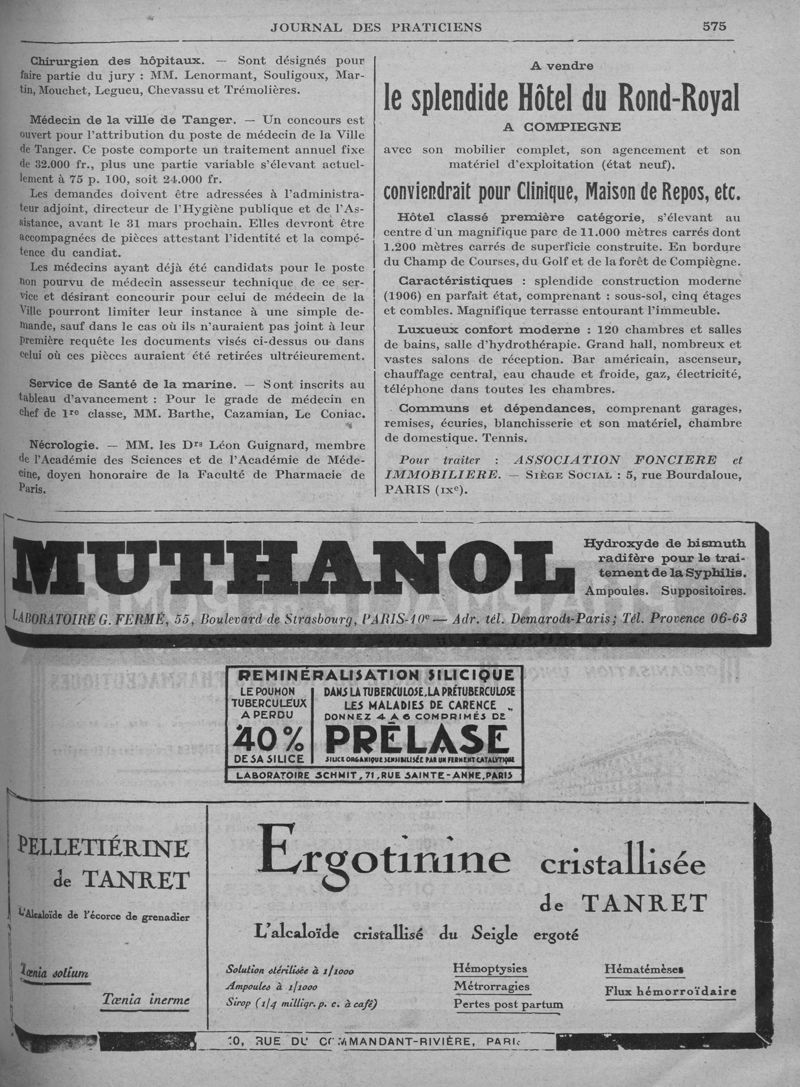 JOURNAL DES PRATICIENS 575
Chirurgien des hôpitaux. — Sont désignés pour
faire partie du jury : MM. Lenormant, Souligoux, Mar-
tin, Mouchet, Legueu, Chevassu et Trémolières.
Médecin de la ville de Tanger. — Un concours est
ouvert pour l'attribution du poste de médecin de la Ville
de Tanger. Ce poste comporte un traitement annuel fixe
de 32.000 fr., plus une partie variable s'élevant actuel-
lement à 75 p. 100, soit 24.000 fr.
Les demandes doivent être adressées à l'administra-
teur adjoint, directeur de l'Hygiène publique et de l'As-
sistance, avant le 31 mars prochain. Elles devront être
accompagnées de pièces attestant l'identité et la compé-
tence du candiat.
Les médecins ayant déjà été candidats pour le poste
non pourvu de médecin assesseur technique de ce ser-
vice et désirant concourir pour celui de médecin de la
Ville pourront limiter leur instance à une simple de-
mande, sauf dans le cas où ils n'auraient pas joint à leur
première requête les documents visés ci-dessus ou dans
celui où ces pièces auraient été retirées ultréieurement.
Service de Santé de la marine. — Sont inscrits au
tableau d'avancement : Pour le grade de médecin en
chef de 1re classe, MM. Barthe, Cazamian, Le Coniac.
Nécrologie. — MM. les Drs Léon Guignard, membre
de l'Académie des Sciences et de l'Académie de Méde-
cine, doyen honoraire de la Faculté de Pharmacie de
Paris.
A vendre
le splendide Hôtel du Rond-Royal
A COMPIEGNE
avec son mobilier complet, son agencement et son
matériel d'exploitation (état neuf).
conviendrait pour Clinique, Maison de Repos, etc.
Hôtel classé première catégorie, s'élevant au
centre d'un magnifique parc de 11.000 mètres carrés dont
1.200 mètres carrés de superficie construite. En bordure
du Champ de Courses, du Golf et de la forêt de Compiègne.
Caractéristiques : splendide construction moderne
(1906) en parfait état, comprenant : sous-sol, cinq étages
et combles. Magnifique terrasse entourant l'immeuble.
Luxueux confort moderne : 120 chambres et salles
de bains, salle d'hydrothérapie. Grand hall, nombreux et
vastes salons de réception. Bar américain, ascenseur,
chauffage central, eau chaude et froide, gaz, électricité,
téléphone dans toutes les chambres.
Communs et dépendances, comprenant garages,
remises, écuries, blanchisserie et son matériel, chambre
de domestique. Tennis.
Pour traiter : ASSOCIATION FONCIERE et
IMMOBILIERE. — SIÈGE SOCIAL : 5, rue Bourdaloue,
PARIS (IXe).
MUTHANOL
Hydroxyde de bismuth
radifère pour le trai-
tement de la Syphilis.
Ampoules. Suppositoires.
LABORATOIRE G. FERMÉ, 55, Boulevard de Strasbourg, PARIS-10e — Adr. tél. Demarods-Paris; Tél. Provence 06-63
REMINÉRALISATION SILICIQUE
LE POUMON
TUBERCULEUX
A PERDU
40%
DE SA SILICE
DANS LA TUBERCULOSE, LA PRÉTUBERCULOSE
LES MALADIES DE CARENCE
DONNEZ 4 A 6 COMPRIMÉS DE
PRÉLASE
SILICE ORGANIQUE SENSIBILISÉE PAR UN FERMENT CATALYTIQUE
LABORATOIRE SCHMIT, 71, RUE SAINTE-ANNE, PARIS
PELLETIÉRINE
de TANRET
L'Alcaloïde de l'écorce de grenadier
Tænia solium
Tænia inerme
Ergotinine cristallisée
de TANRET
L'alcaloïde cristallisé du Seigle ergoté
Solution stérilisée à 1/1000
Ampoules à 1/1000
Sirop (1/4 milligr. p. c. à café)
Hémoptysies
Métrorragies
Pertes post partum
Hématémèses
Flux hémorroïdaire
RUE DU COMMANDANT-RIVIÈRE, PARIS